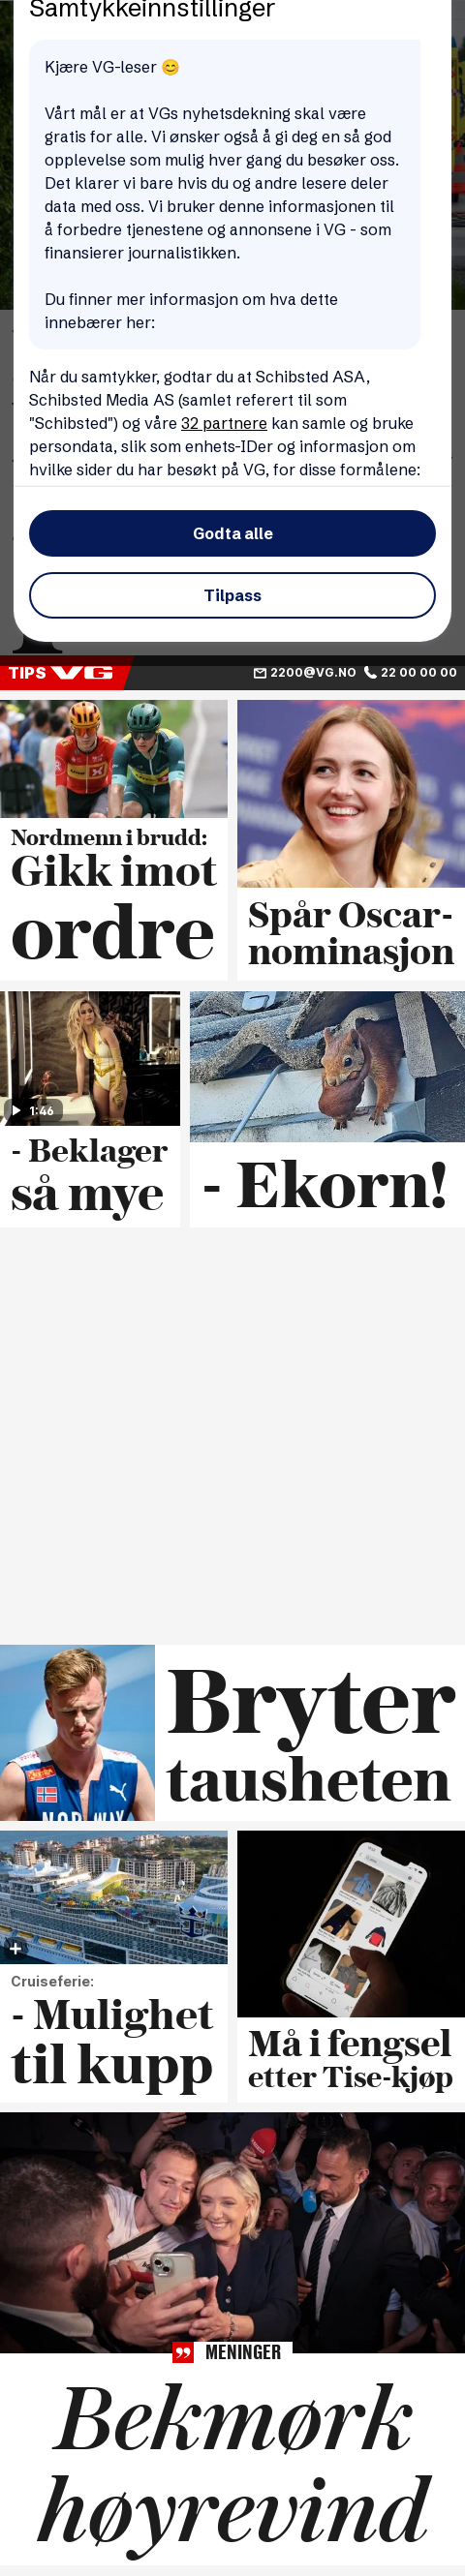 Samtykkeinnstillinger
Kjære VG-leser 😊
Vårt mål er at VGs nyhetsdekning skal være
gratis for alle. Vi ønsker også å gi deg en så god
opplevelse som mulig hver gang du besøker oss.
Det klarer vi bare hvis du og andre lesere deler
data med oss. Vi bruker denne informasjonen til
å forbedre tjenestene og annonsene i VG - som
finansierer journalistikken.
Du finner mer informasjon om hva dette
innebærer her:
Når du samtykker, godtar du at Schibsted ASA,
Schibsted Media AS (samlet referert til som
"Schibsted") og våre 32 partnere kan samle og bruke
persondata, slik som enhets-IDer og informasjon om
hvilke sider du har besøkt på VG, for disse formålene:
Godta alle
Tilpass
TIPS VG 2200@VG.NO 22 00 00 00
Nordmenn i brudd:
Gikk imot
ordre
Spår Oscar-
nominasjon
1:46
- Beklager
så mye
- Ekorn!
Bryter
tausheten
NORWAY
Cruiseferie:
- Mulighet
til kupp
Må i fengsel
etter Tise-kjøp
MENINGER
Bekmørk
høyrevind